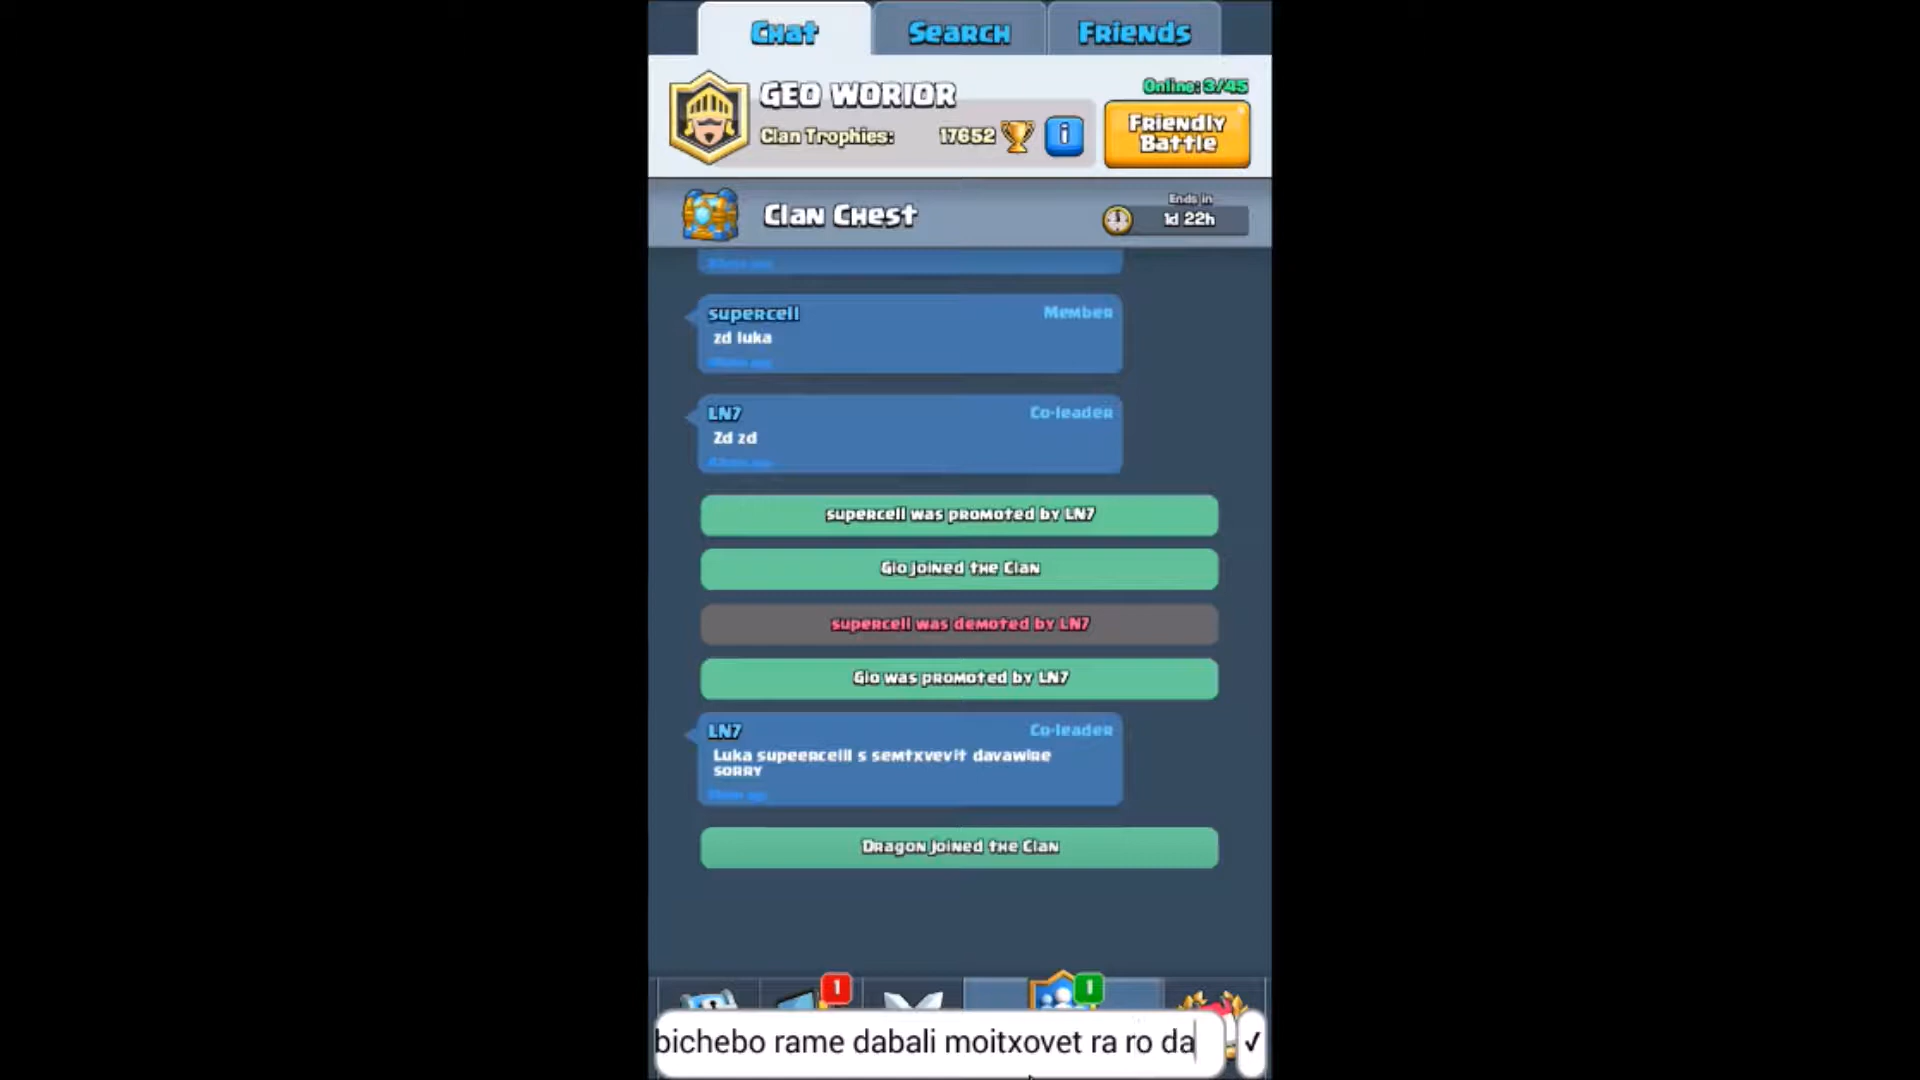 Chat Search Friends
GEO WORIOR
Online: 3/45
Clan Trophies: 17652
Friendly
Battle
Clan Chest
Ends in
1d 22h
supercell Member
zd luka
LN7 Co-leader
Zd zd
supercell was promoted by LN7
Gio joined the Clan
supercell was demoted by LN7
Gio was promoted by LN7
LN7 Co-leader
Luka supeercelll s semtxvevit davawire
sorry
Dragon joined the Clan
1
1
bichebo rame dabali moitxovet ra ro da